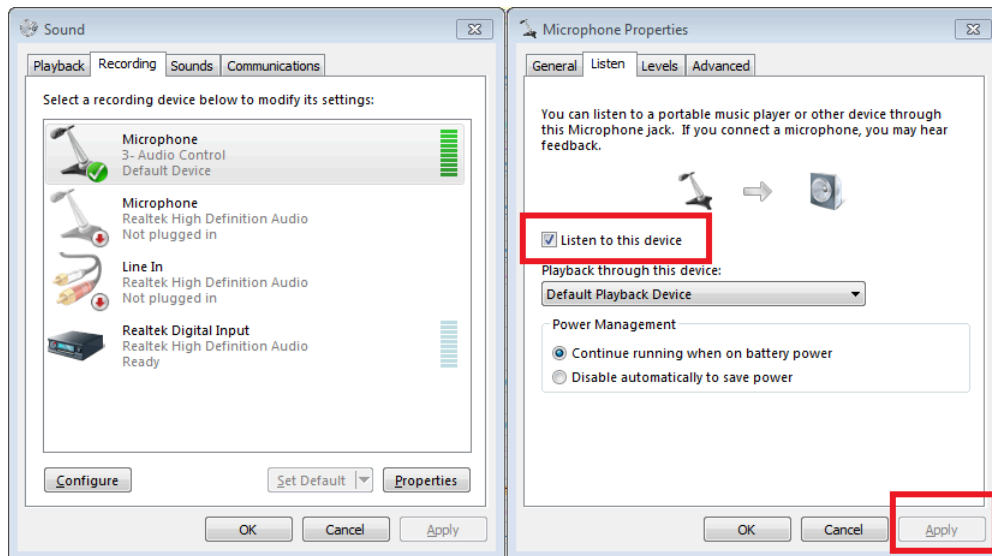 Sound
Playback Recording Sounds Communications
Select a recording device below to modify its settings:
Microphone
3- Audio Control
Default Device
Microphone
Realtek High Definition Audio
Not plugged in
Line In
Realtek High Definition Audio
Not plugged in
Realtek Digital Input
Realtek High Definition Audio
Ready
Configure Set Default Properties
OK Cancel Apply
Microphone Properties
General Listen Levels Advanced
You can listen to a portable music player or other device through
this Microphone jack. If you connect a microphone, you may hear
feedback.
Listen to this device
Playback through this device:
Default Playback Device
Power Management
Continue running when on battery power
Disable automatically to save power
OK Cancel Apply